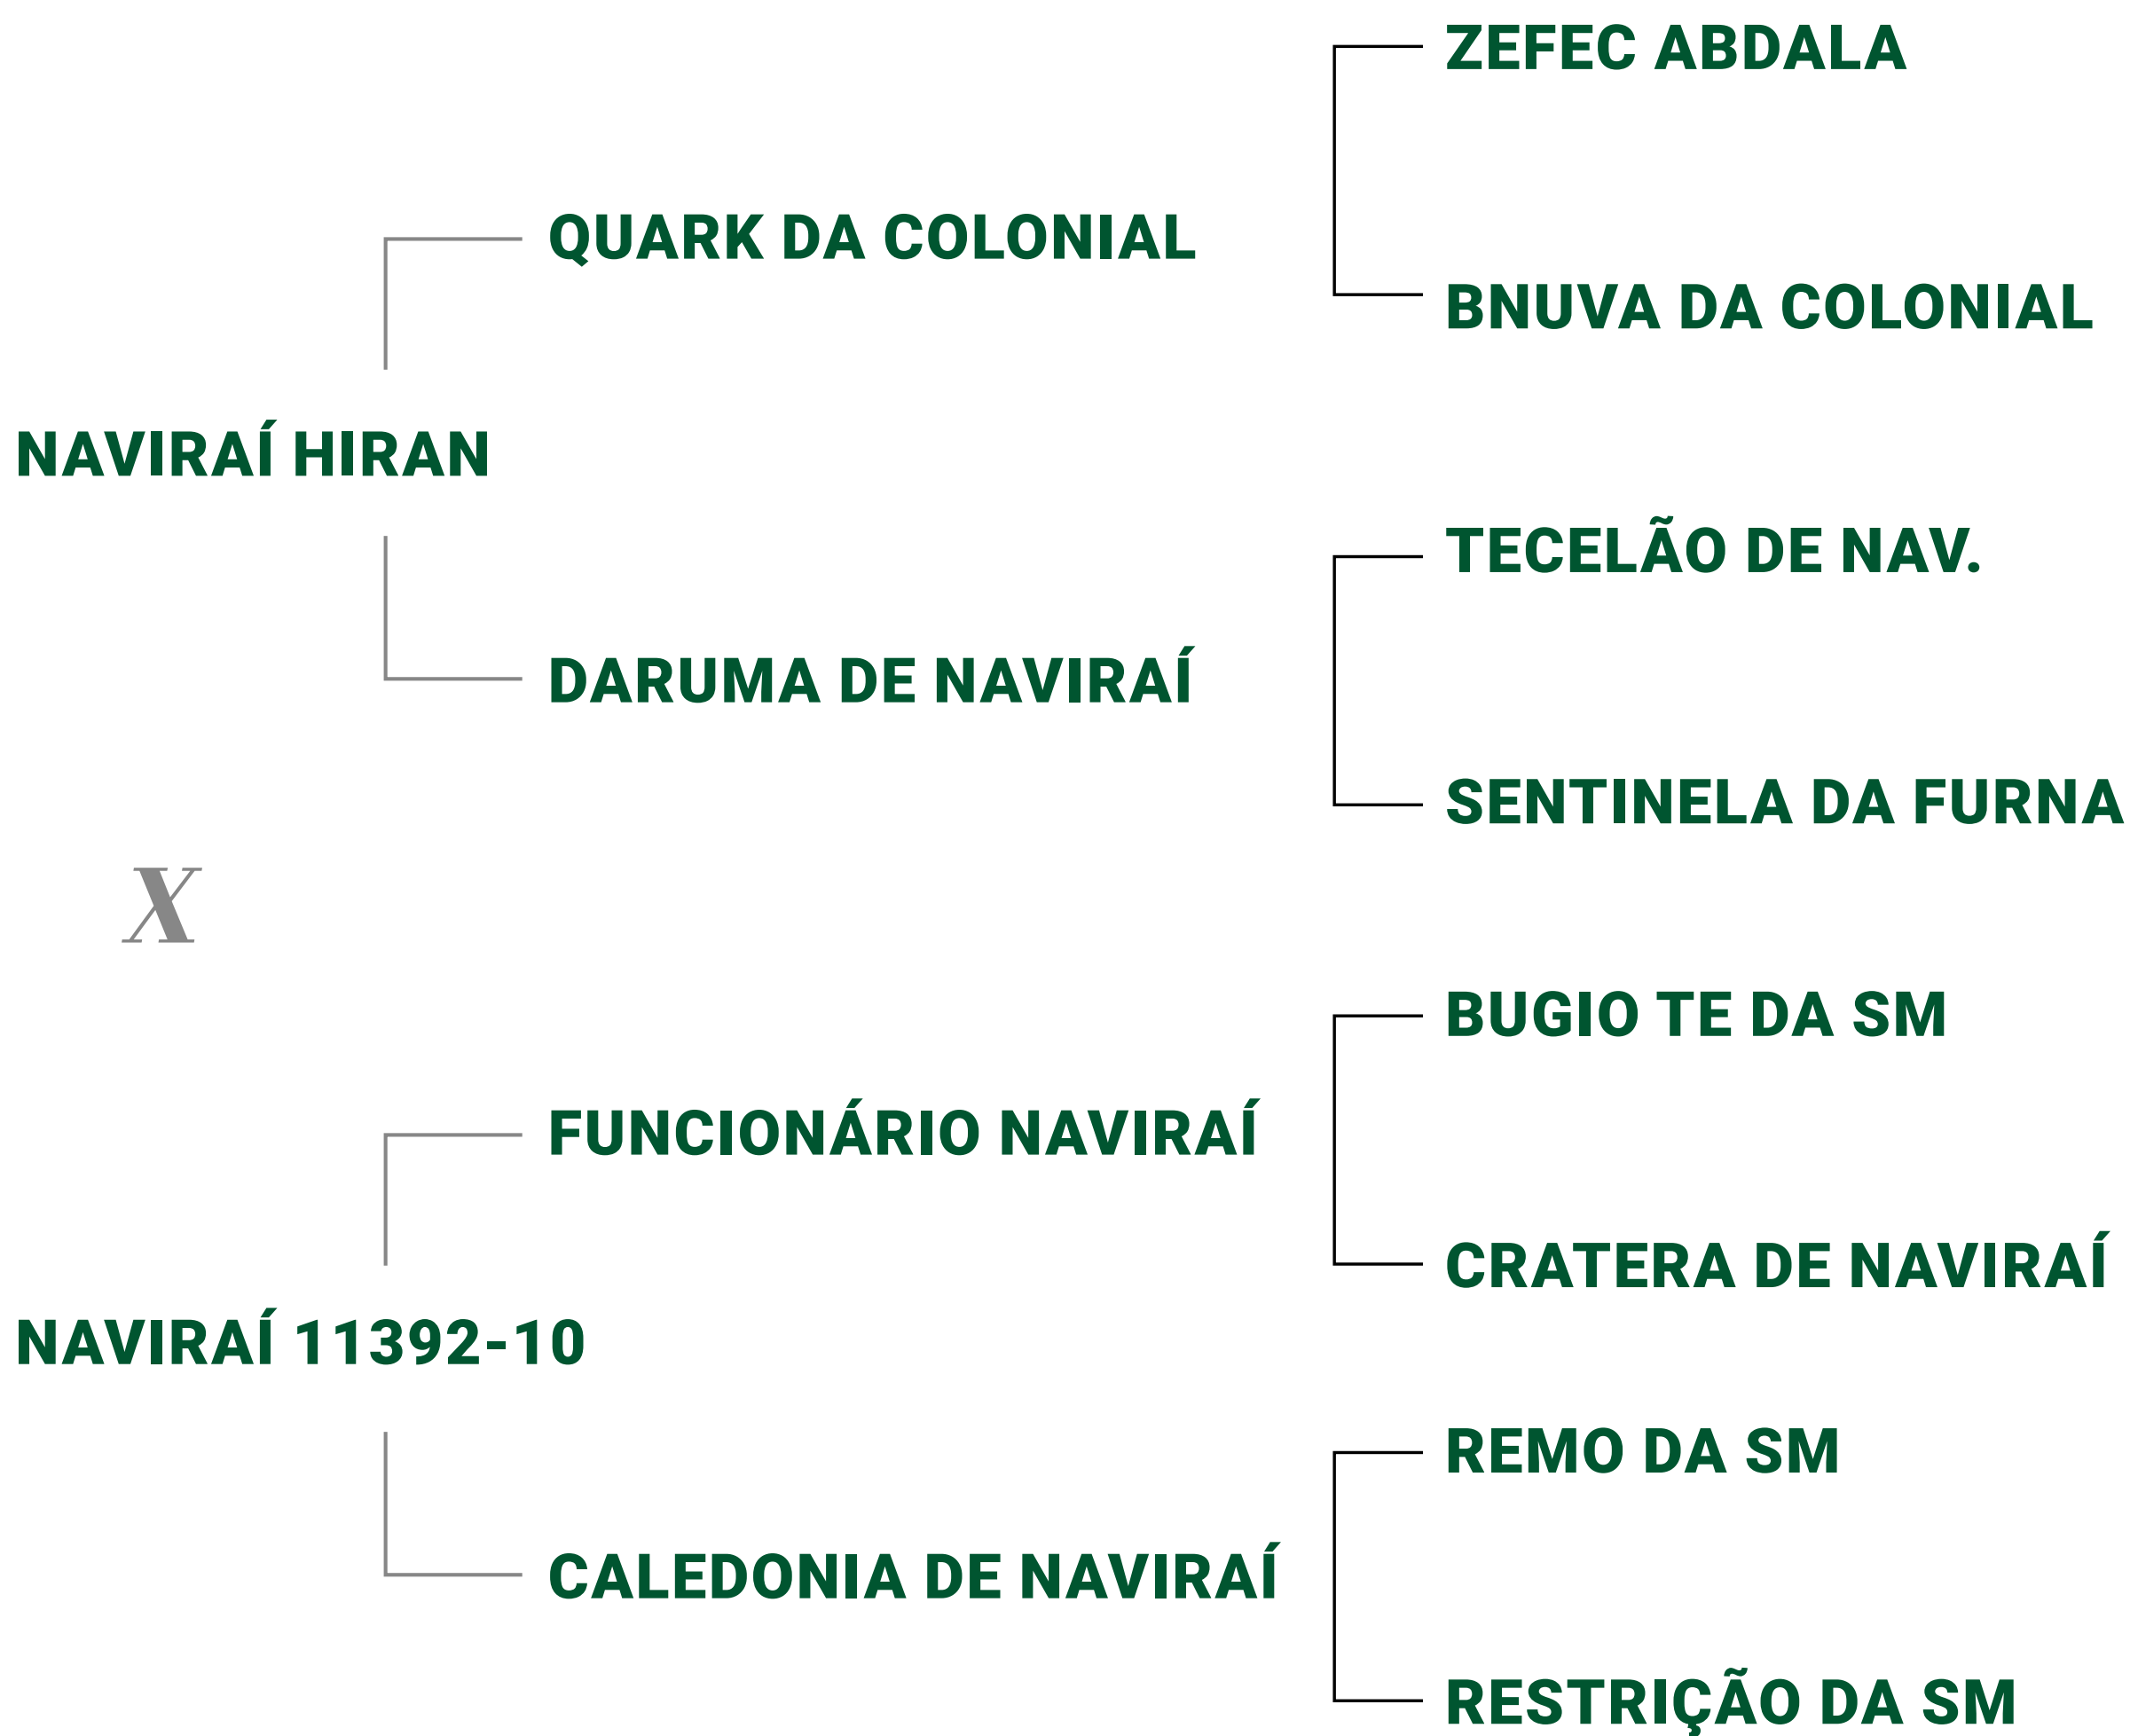 ZEFEC ABDALA
QUARK DA COLONIAL
BNUVA DA COLONIAL
NAVIRAÍ HIRAN
TECELÃO DE NAV.
DARUMA DE NAVIRAÍ
SENTINELA DA FURNA
X
BUGIO TE DA SM
FUNCIONÁRIO NAVIRAÍ
CRATERA DE NAVIRAÍ
NAVIRAÍ 11392-10
REMO DA SM
CALEDONIA DE NAVIRAÍ
RESTRIÇÃO DA SM